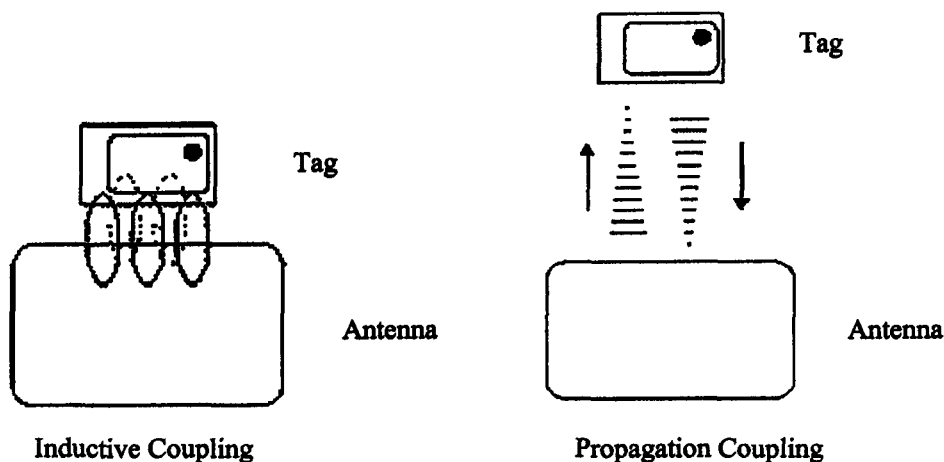 Tag
Tag
Antenna
Antenna
Inductive Coupling
Propagation Coupling